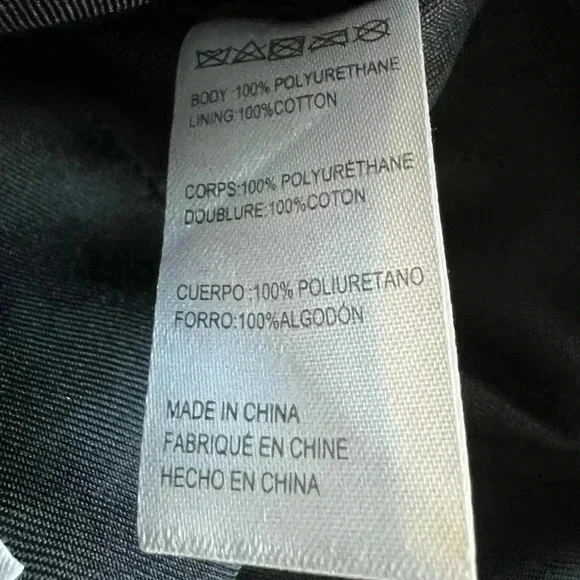 BODY :100% POLYURETHANE
LINING:100%COTTON
CORPS:100% POLYURÉTHANE
DOUBLURE:100%COTON
CUERPO :100% POLIURETANO
FORRO:100%ALGODÓN
MADE IN CHINA
FABRIQUÉ EN CHINE
HECHO EN CHINA